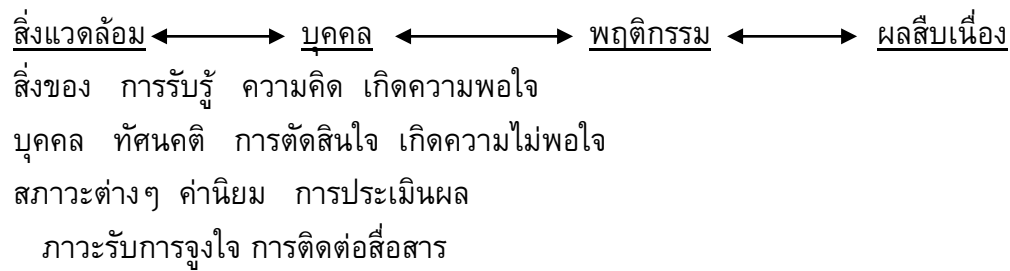 สิ่งแวดล้อม บุคคล พฤติกรรม ผลสืบเนื่อง
สิ่งของ การรับรู้ ความคิด เกิดความพอใจ
บุคคล ทัศนคติ การตัดสินใจ เกิดความไม่พอใจ
สภาวะต่างๆ ค่านิยม การประเมินผล
ภาวะรับการจูงใจ การติดต่อสื่อสาร